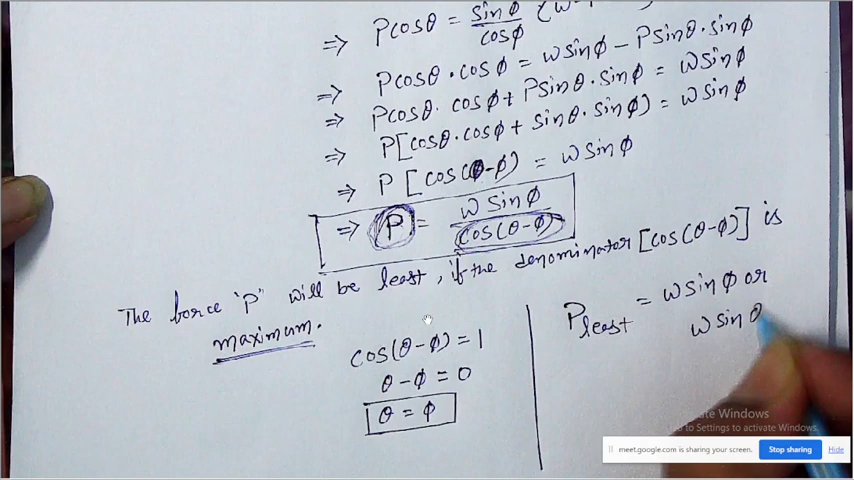 ⇒ Pcosθ = sinϕ/cosϕ {W-
⇒ Pcosθ·cosϕ = wsinϕ - Psinθ·sinϕ
⇒ Pcosθ·cosϕ + Psinθ·sinϕ = wsinϕ
⇒ P[cosθ·cosϕ + sinθ·sinϕ) = wsinϕ
⇒ P [cos(θ-ϕ) = wsinϕ
⇒ P = wsinϕ/cos(θ-ϕ)
The force "P" will be least, if the denominator [cos(θ-ϕ)] is
maximum.
cos(θ-ϕ) = 1
θ-ϕ = 0
θ = ϕ
Pleast = wsinϕ or
wsinθ
Activate Windows
Go to Settings to activate Windows.
meet.google.com is sharing your screen.
Stop sharing
Hide